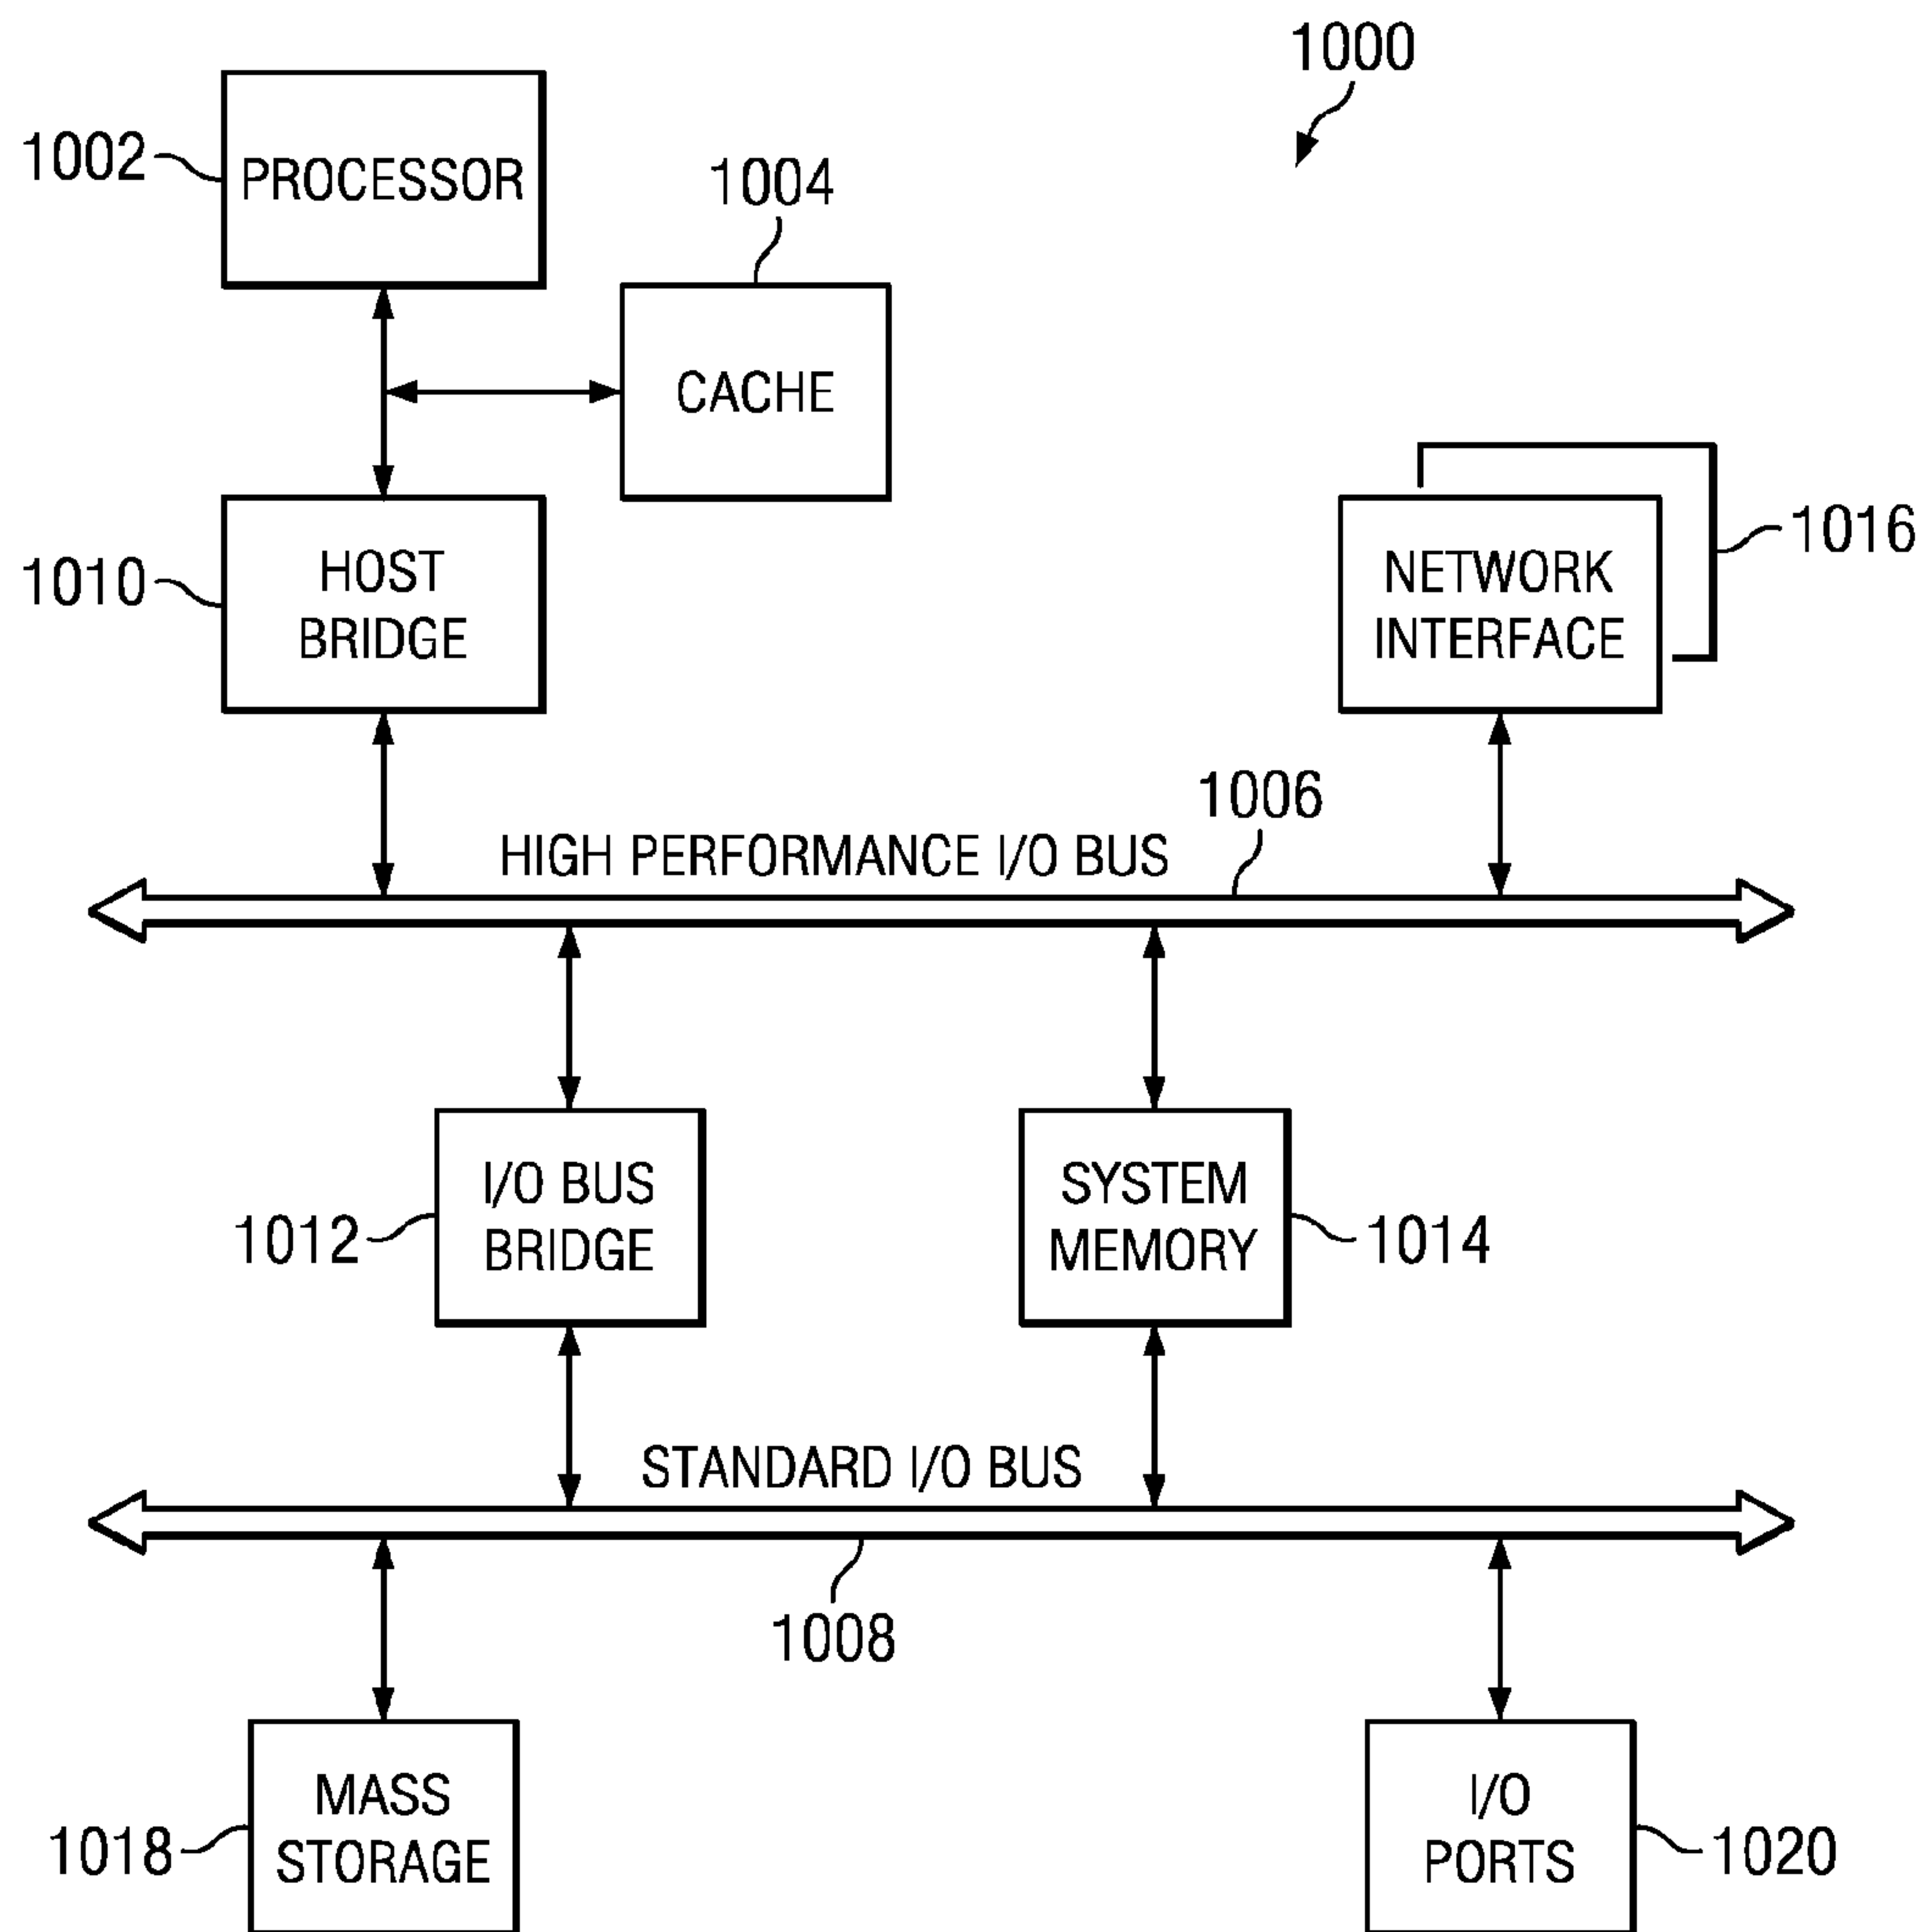 1000
1002
PROCESSOR
1004
CACHE
1010
HOST
BRIDGE
NETWORK
INTERFACE
1016
1006
HIGH PERFORMANCE I/O BUS
I/O BUS
BRIDGE
1012
SYSTEM
MEMORY
1014
STANDARD I/O BUS
1008
MASS
STORAGE
1018
I/O
PORTS
1020